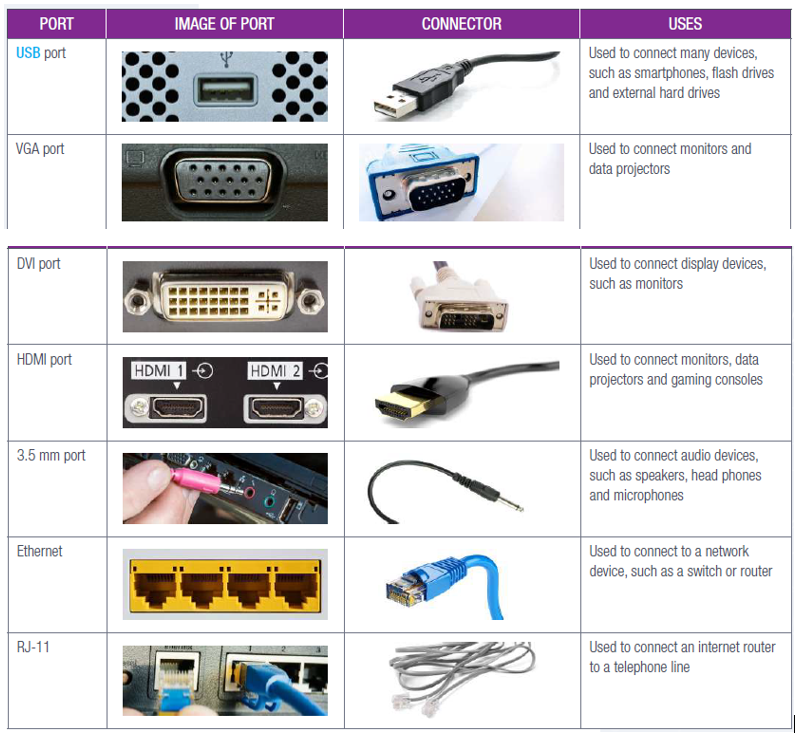 PORT IMAGE OF PORT CONNECTOR USES
USB port
Used to connect many devices,
such as smartphones, flash drives
and external hard drives
VGA port
Used to connect monitors and
data projectors
DVI port
Used to connect display devices,
such as monitors
HDMI port
HDMI 1
HDMI 2
Used to connect monitors, data
projectors and gaming consoles
3.5 mm port
Used to connect audio devices,
such as speakers, head phones
and microphones
Ethernet
Used to connect to a network
device, such as a switch or router
RJ-11
1 2 3
Used to connect an internet router
to a telephone line